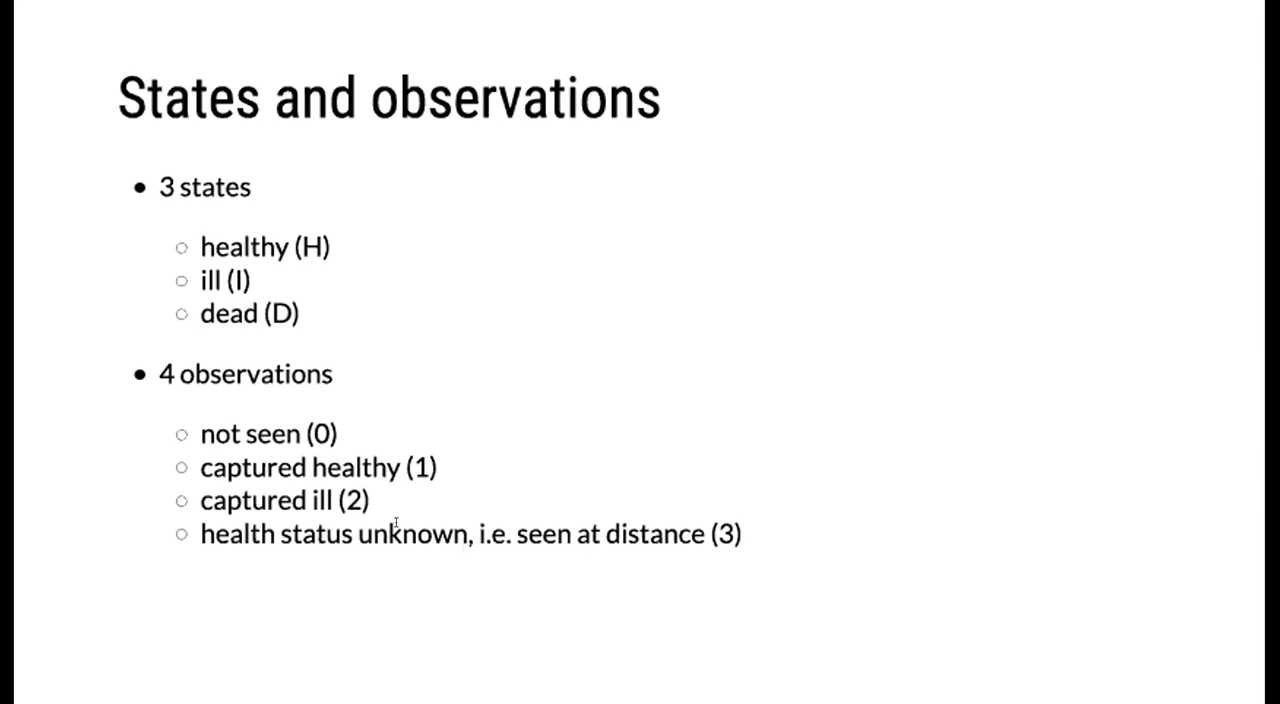 States and observations
3 states
healthy (H)
ill (I)
dead (D)
4 observations
not seen (0)
captured healthy (1)
captured ill (2)
health status unknown, i.e. seen at distance (3)